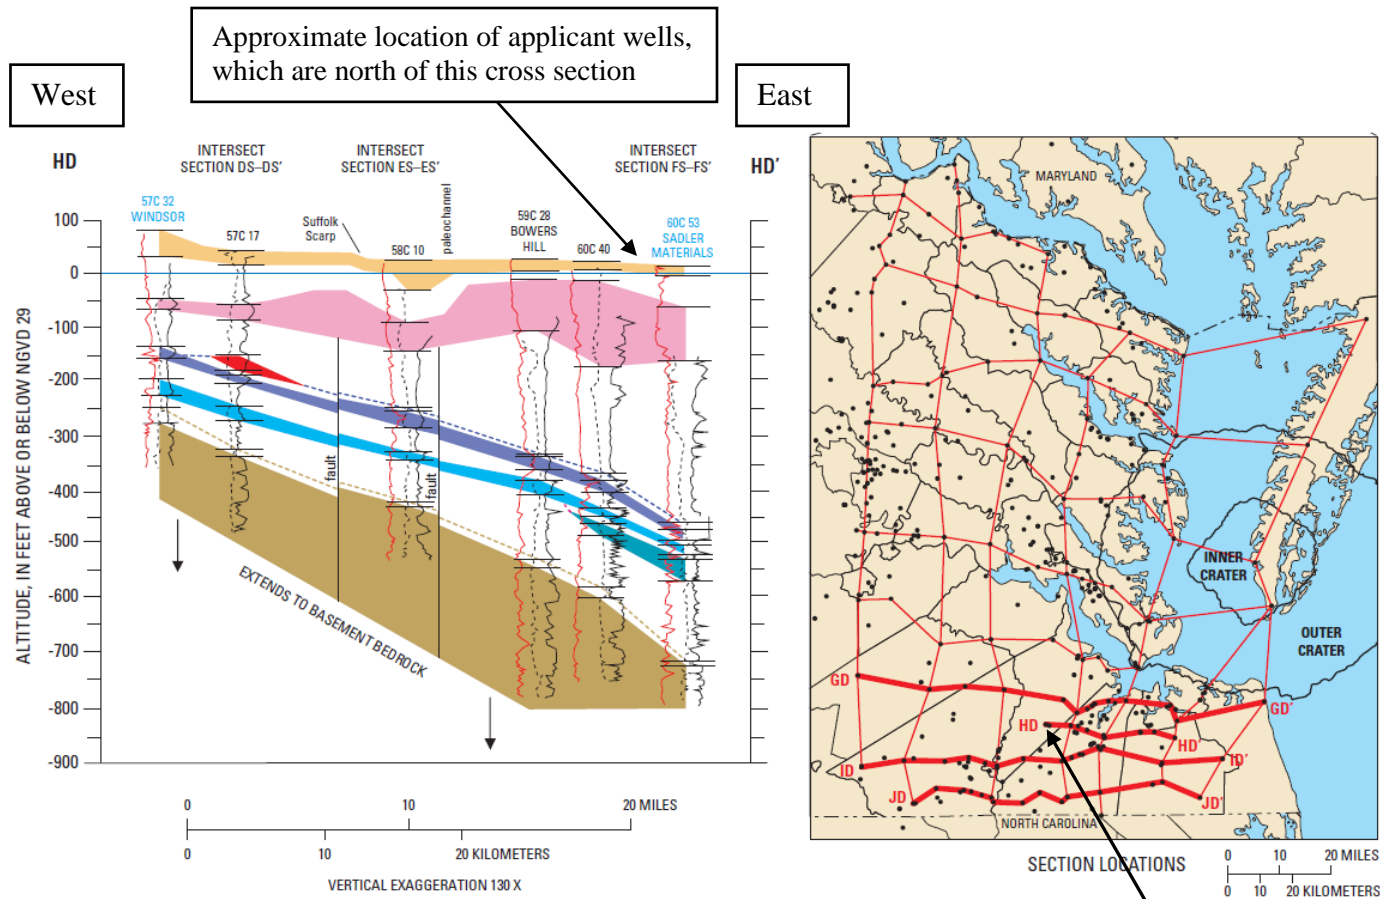 Approximate location of applicant wells,
which are north of this cross section
West
East
HD
INTERSECT
SECTION DS–DS'
INTERSECT
SECTION ES–ES'
INTERSECT
SECTION FS–FS'
HD'
57C 32
WINDSOR
57C 17
Suffolk
Scarp
58C 10
paleochannel
59C 28
BOWERS
HILL
60C 40
60C 53
SADLER
MATERIALS
ALTITUDE, IN FEET ABOVE OR BELOW NGVD 29
100
0
-100
-200
-300
-400
-500
-600
-700
-800
-900
fault
fault
EXTENDS TO BASEMENT BEDROCK
0 10 20 MILES
0 10 20 KILOMETERS
VERTICAL EXAGGERATION 130 X
MARYLAND
INNER
CRATER
OUTER
CRATER
GD
GD'
HD
HD'
ID
ID'
JD
JD'
NORTH CAROLINA
SECTION LOCATIONS
0 10 20 MILES
0 10 20 KILOMETERS